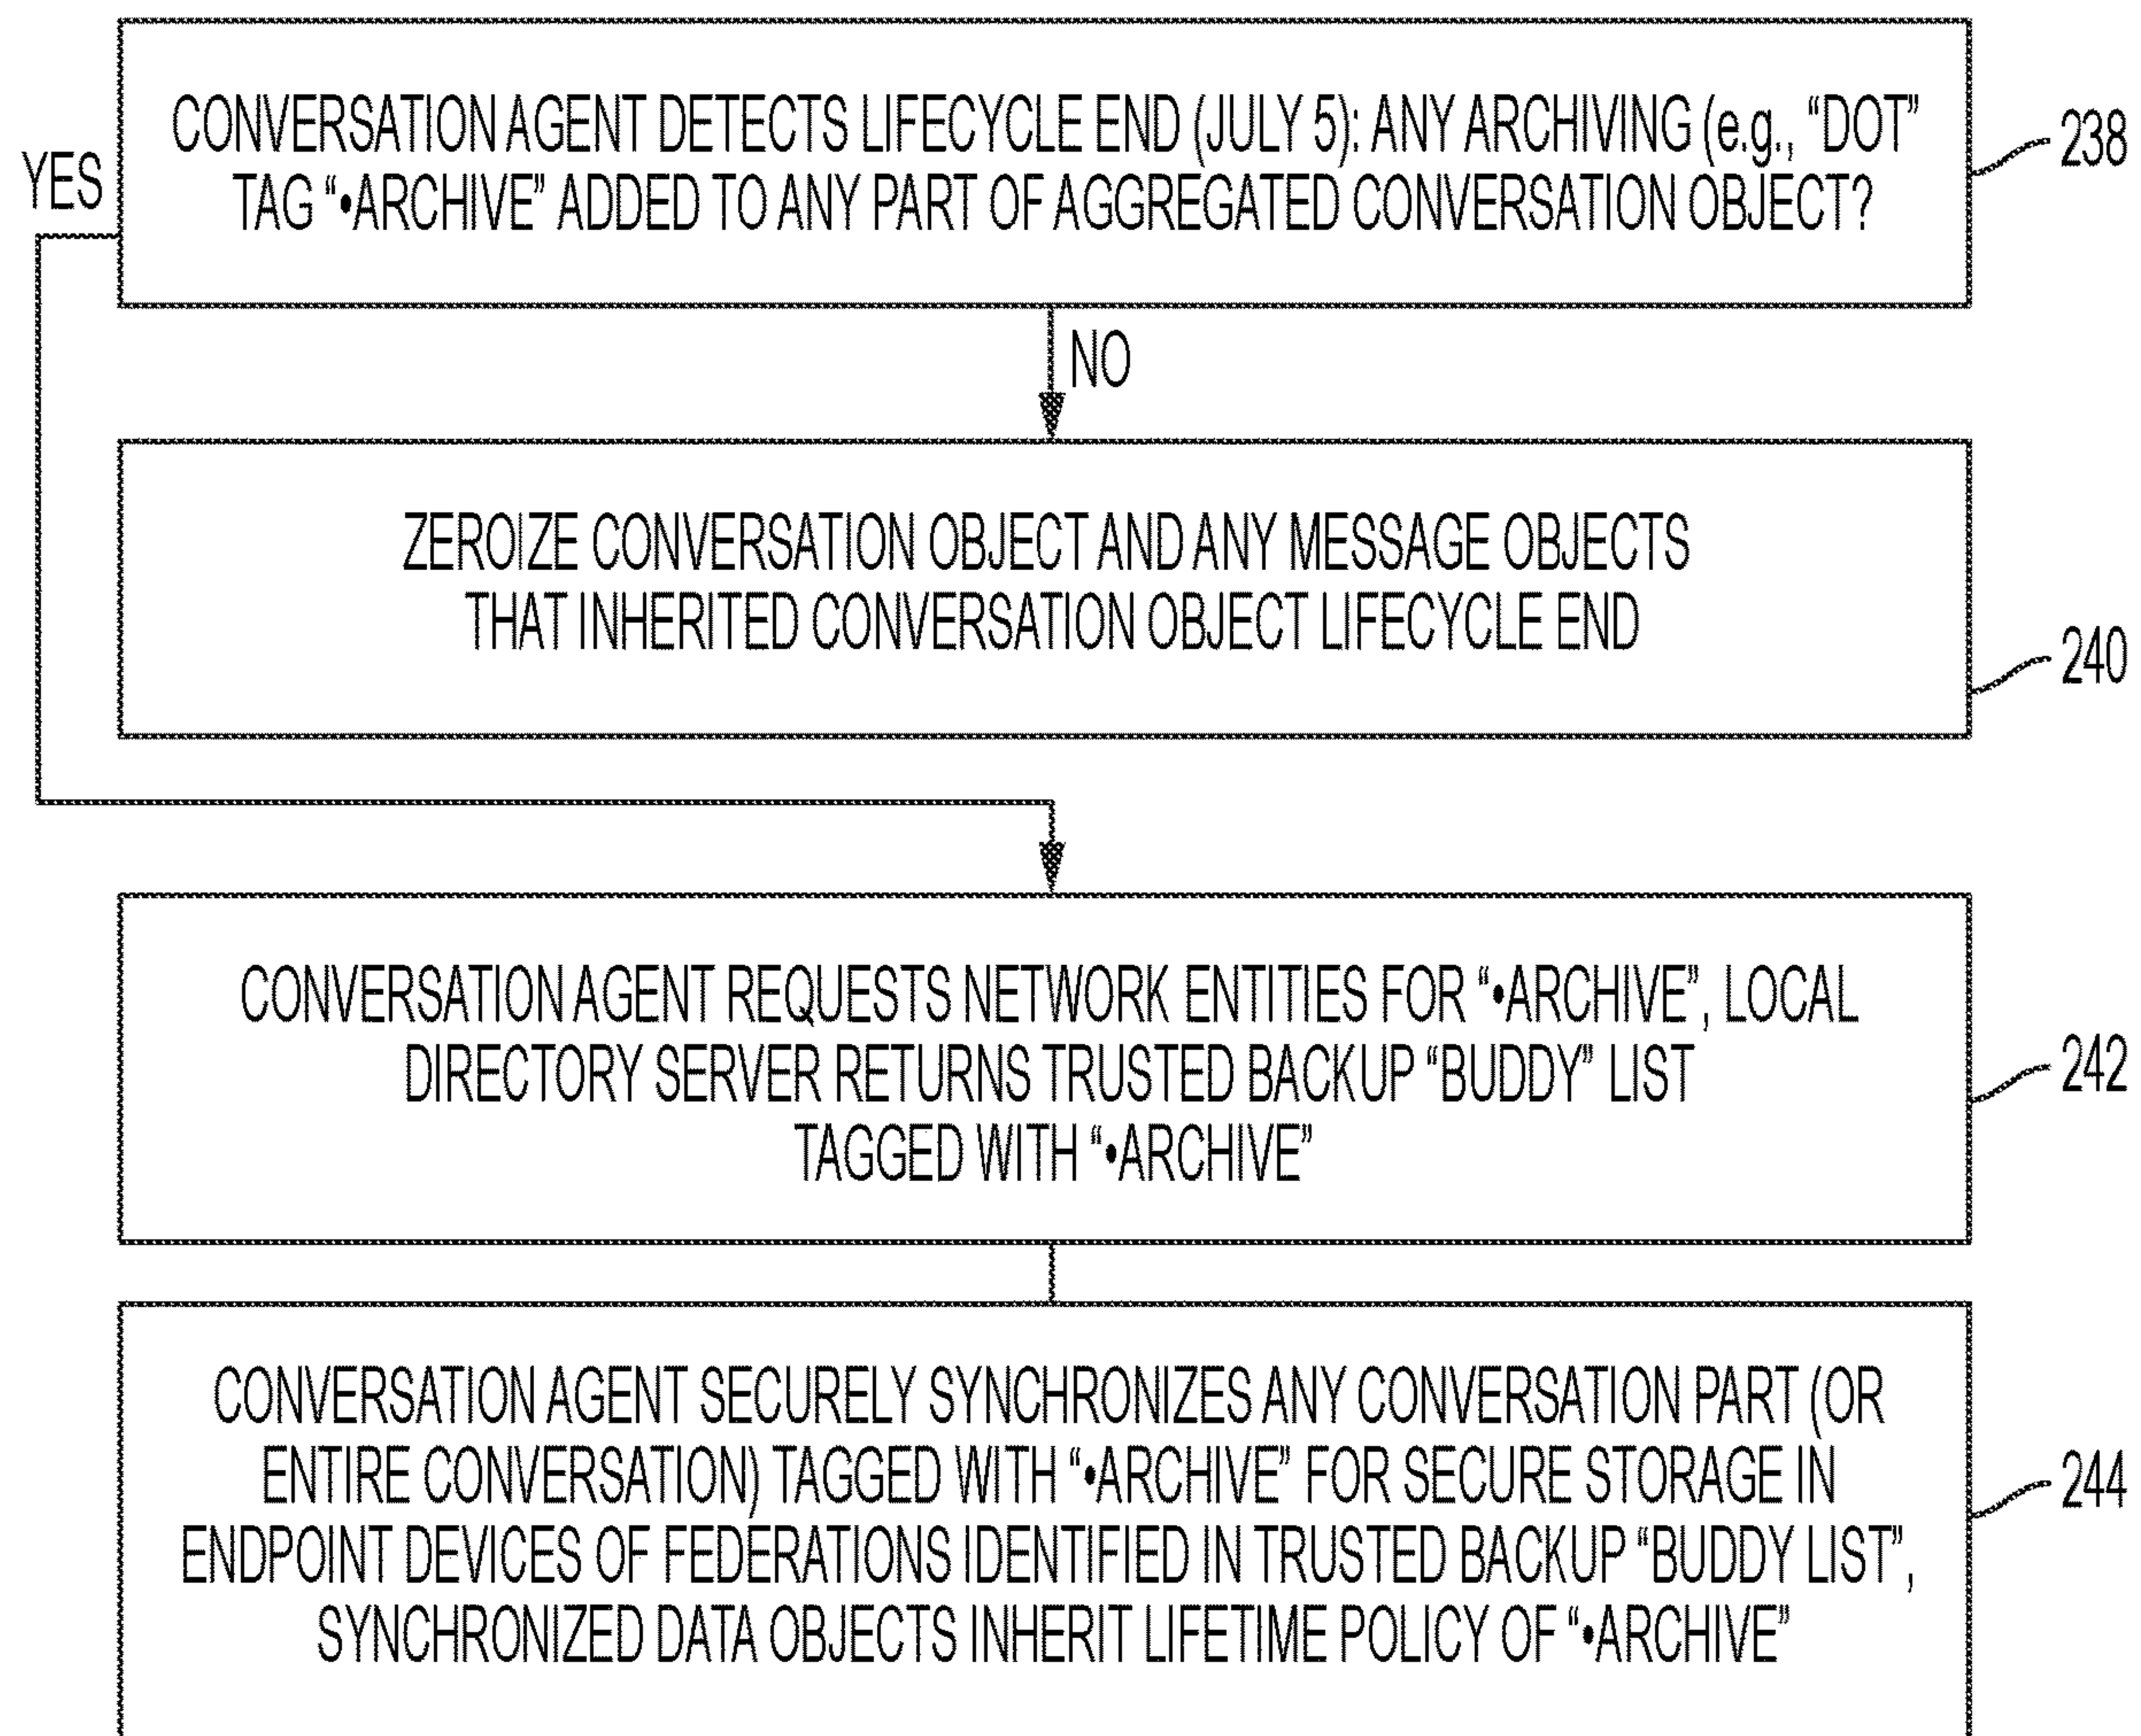 CONVERSATION AGENT DETECTS LIFECYCLE END (JULY 5): ANY ARCHIVING (e.g., “DOT”
TAG “•ARCHIVE” ADDED TO ANY PART OF AGGREGATED CONVERSATION OBJECT?
238
YES
NO
ZEROIZE CONVERSATION OBJECT AND ANY MESSAGE OBJECTS
THAT INHERITED CONVERSATION OBJECT LIFECYCLE END
240
CONVERSATION AGENT REQUESTS NETWORK ENTITIES FOR “•ARCHIVE”, LOCAL
DIRECTORY SERVER RETURNS TRUSTED BACKUP “BUDDY” LIST
TAGGED WITH “•ARCHIVE”
242
CONVERSATION AGENT SECURELY SYNCHRONIZES ANY CONVERSATION PART (OR
ENTIRE CONVERSATION) TAGGED WITH “•ARCHIVE” FOR SECURE STORAGE IN
ENDPOINT DEVICES OF FEDERATIONS IDENTIFIED IN TRUSTED BACKUP “BUDDY LIST”,
SYNCHRONIZED DATA OBJECTS INHERIT LIFETIME POLICY OF “•ARCHIVE”
244